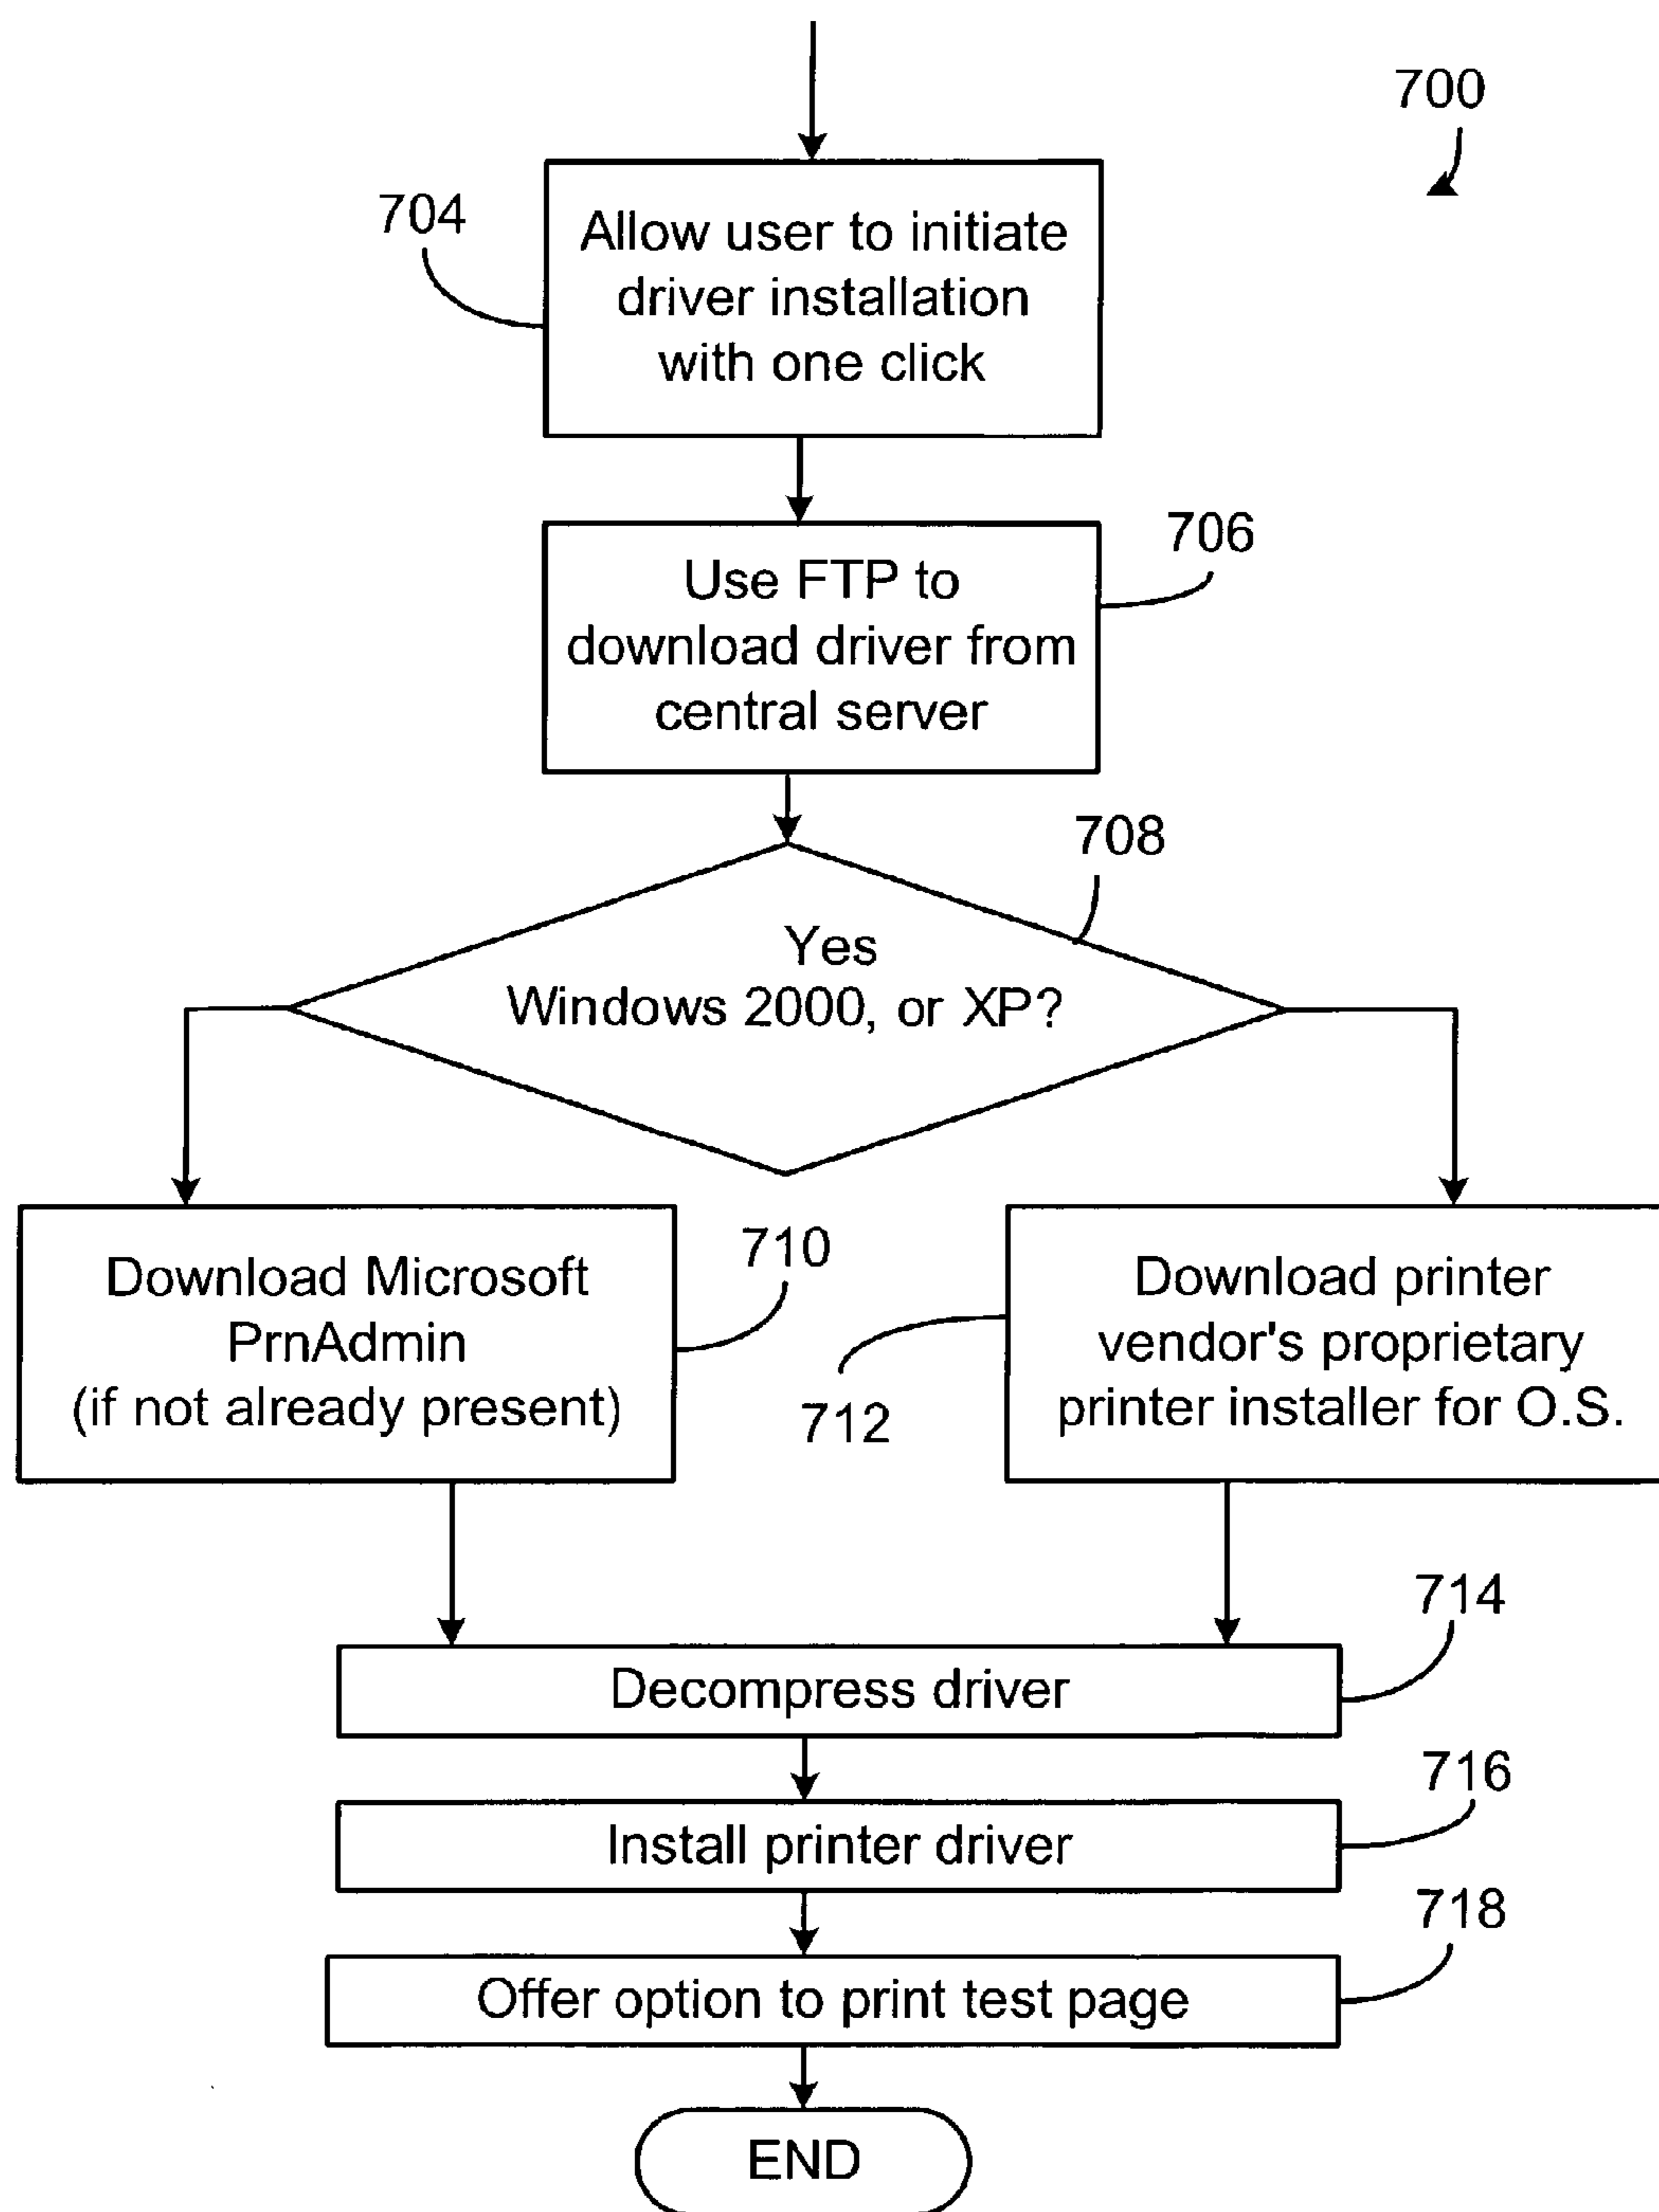 700
704
Allow user to initiate
driver installation
with one click
706
Use FTP to
download driver from
central server
708
Yes
Windows 2000, or XP?
710
Download Microsoft
PrnAdmin
(if not already present)
712
Download printer
vendor's proprietary
printer installer for O.S.
714
Decompress driver
716
Install printer driver
718
Offer option to print test page
END